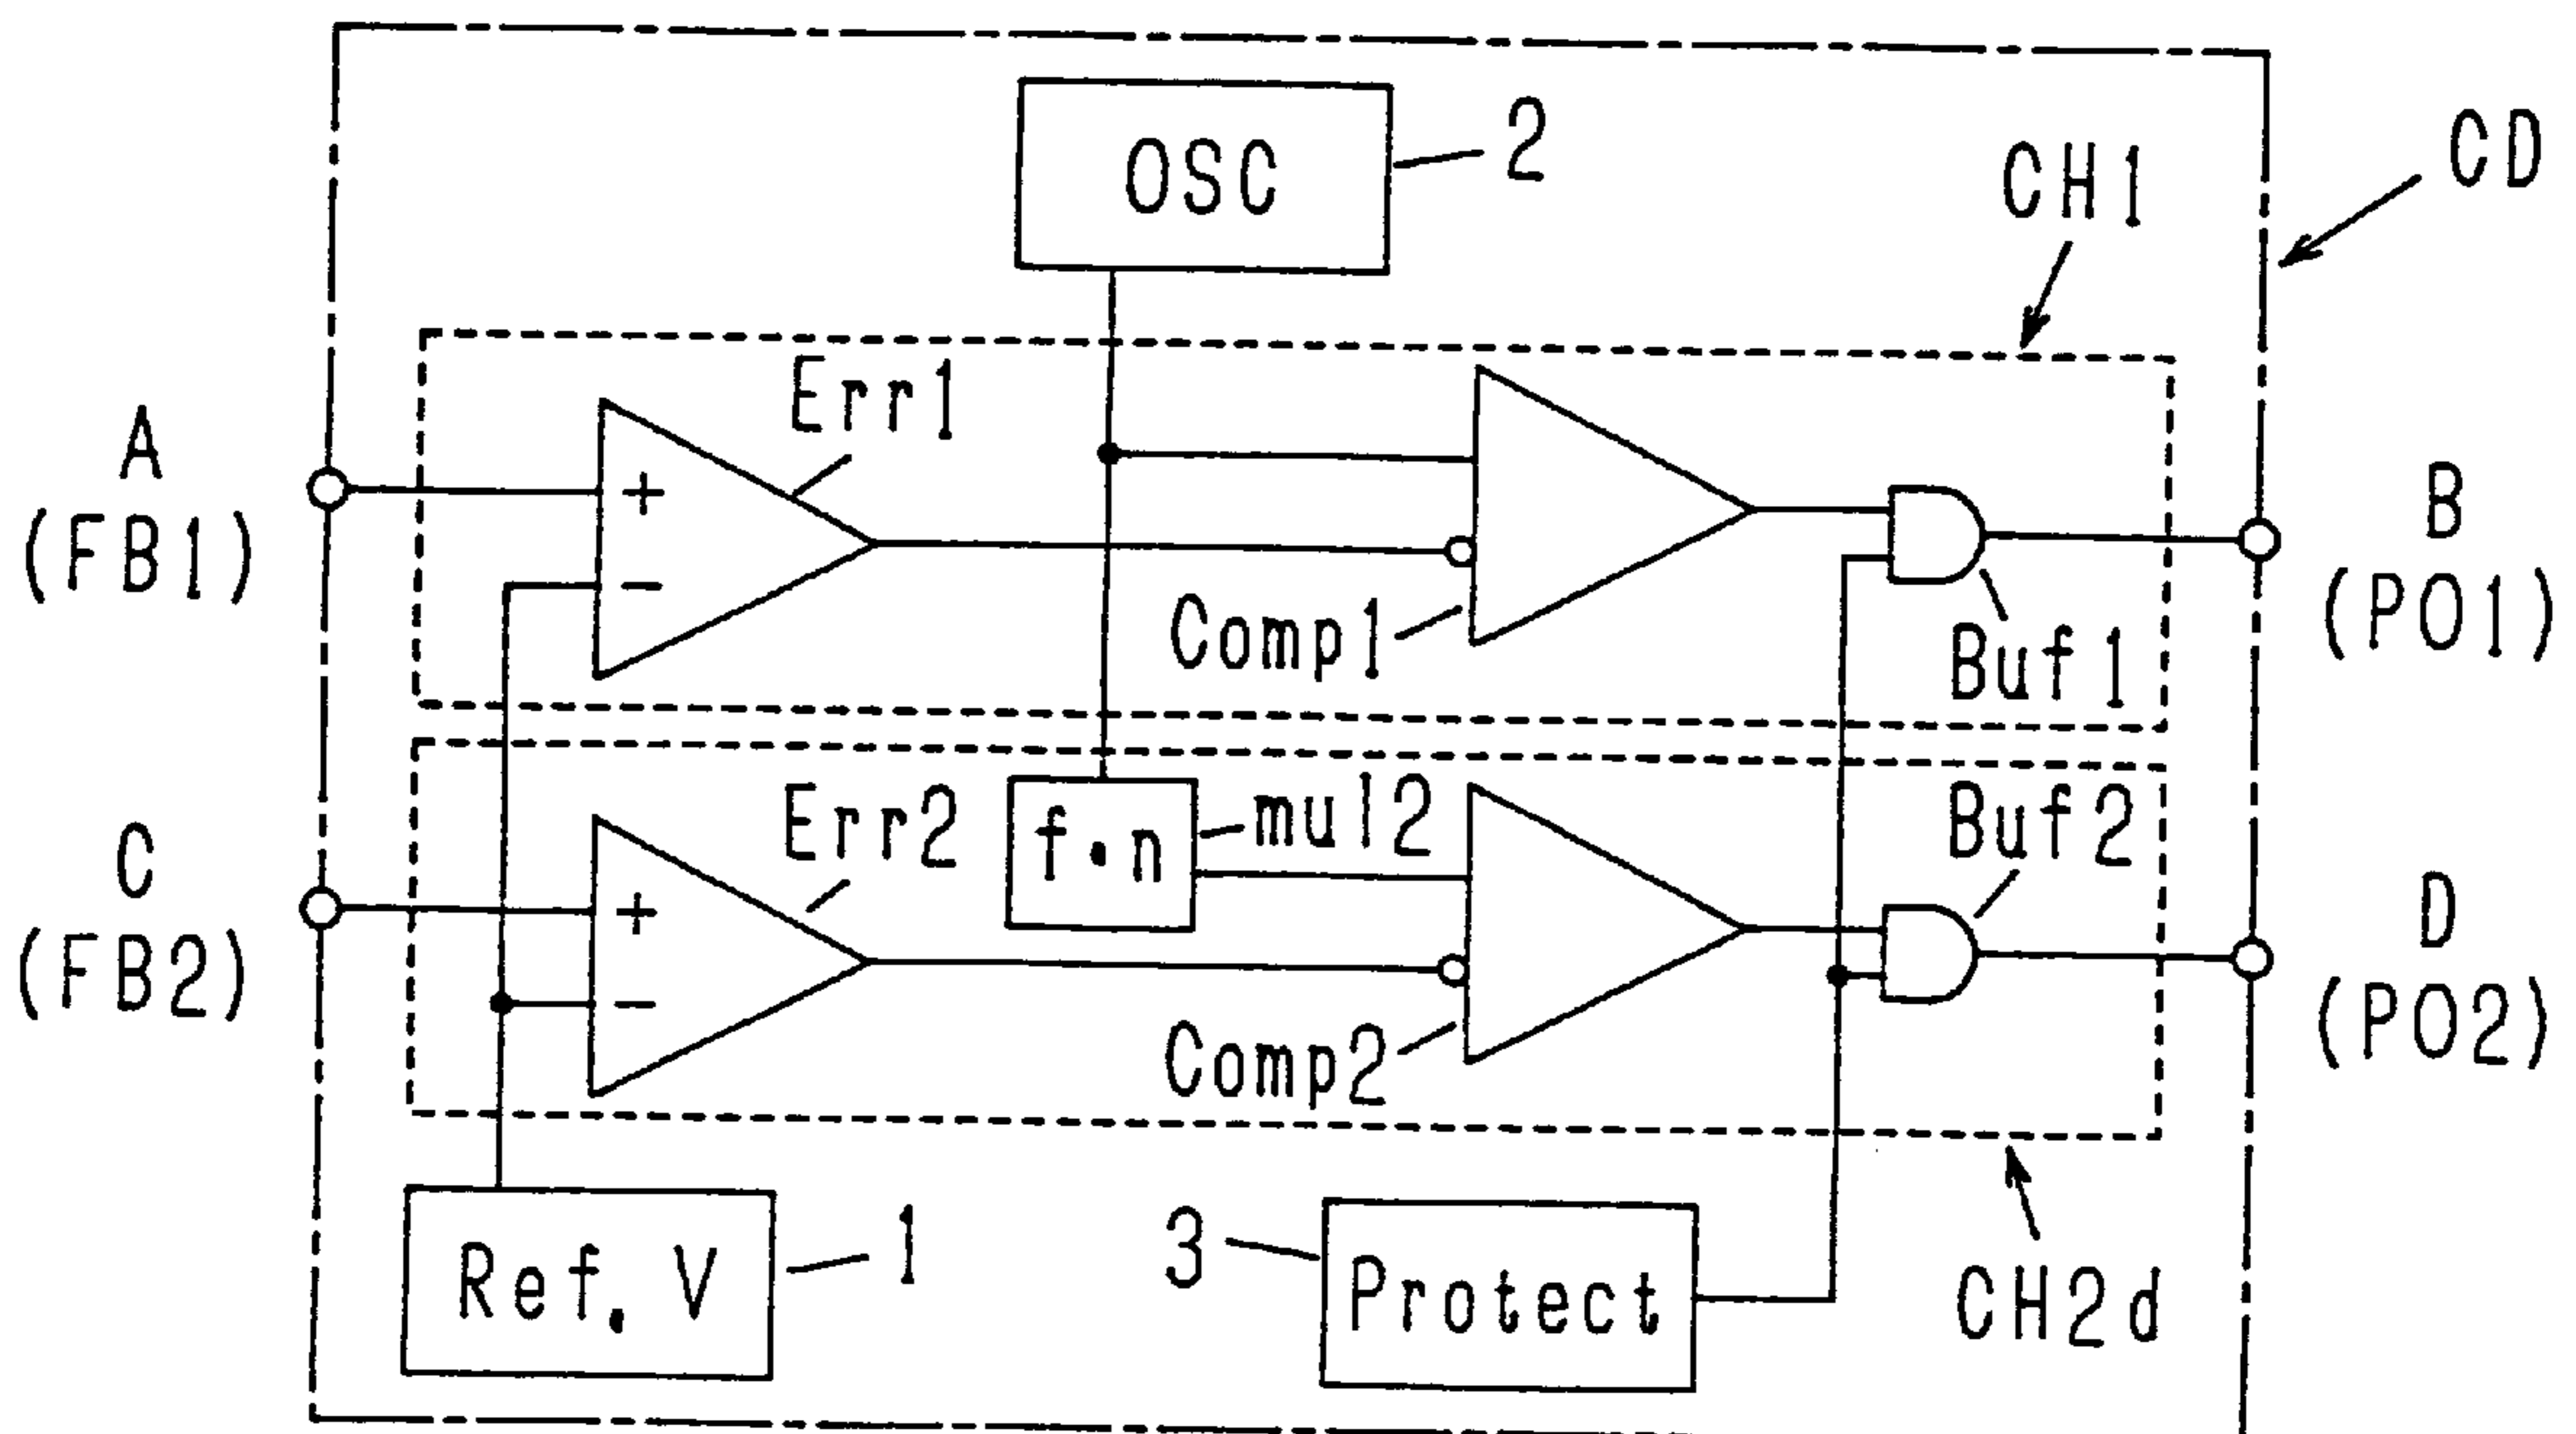 OSC
2
CH1
CD
A
(FB1)
Err1
+
−
Comp1
Buf1
B
(PO1)
C
(FB2)
Err2
+
−
f・n
mul2
Comp2
Buf2
D
(PO2)
Ref.V
1
3
Protect
CH2d